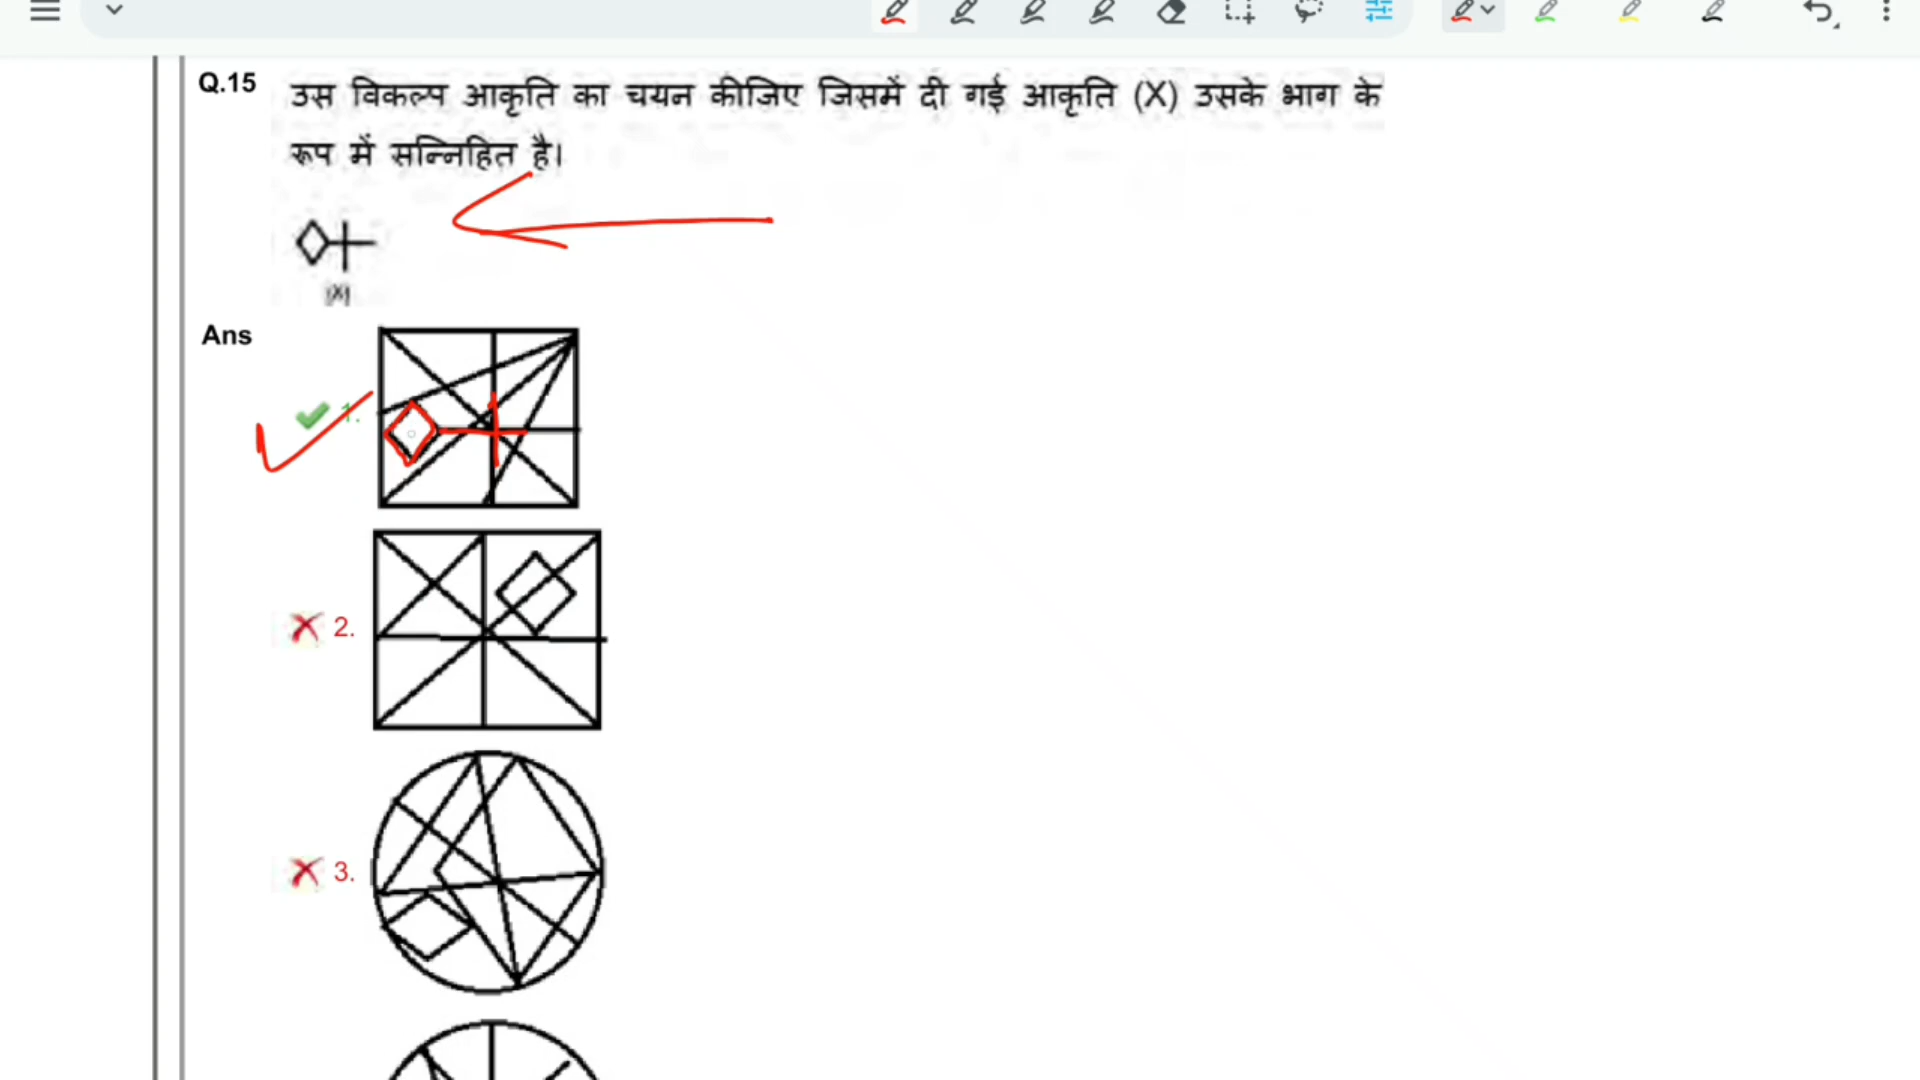 Q.15 उस विकल्प आकृति का चयन कीजिए जिसमें दी गई आकृति (X) उसके भाग के
रूप में सन्निहित है।
(X)
Ans
1.
2.
3.